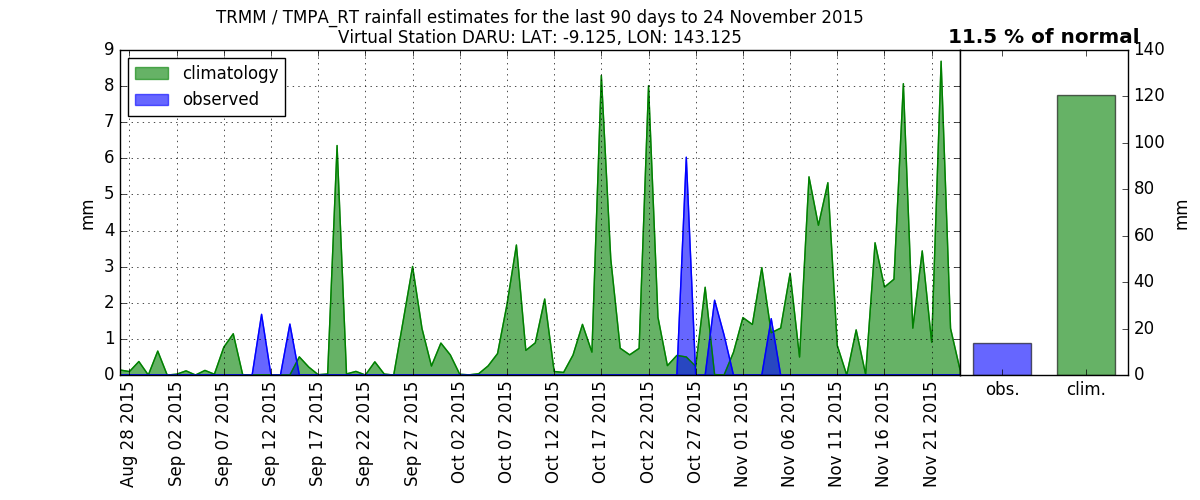 TRMM / TMPA_RT rainfall estimates for the last 90 days to 24 November 2015
Virtual Station DARU: LAT: -9.125, LON: 143.125
11.5 % of normal
climatology
observed
9
8
7
6
5
4
3
2
1
0
mm
Aug 28 2015
Sep 02 2015
Sep 07 2015
Sep 12 2015
Sep 17 2015
Sep 22 2015
Sep 27 2015
Oct 02 2015
Oct 07 2015
Oct 12 2015
Oct 17 2015
Oct 22 2015
Oct 27 2015
Nov 01 2015
Nov 06 2015
Nov 11 2015
Nov 16 2015
Nov 21 2015
obs.
clim.
140
120
100
80
60
40
20
0
mm